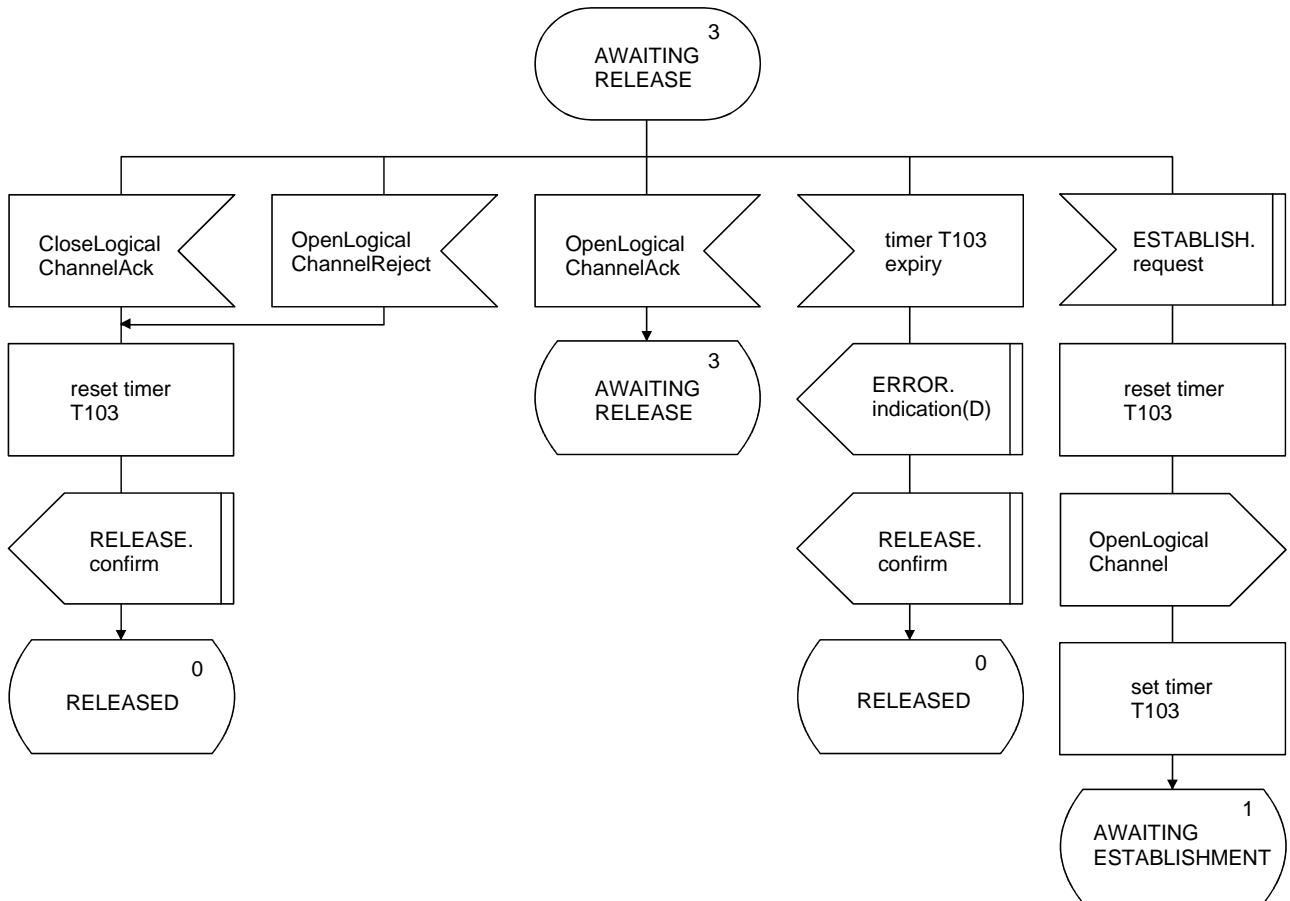 3
AWAITING
RELEASE
CloseLogical
ChannelAck
OpenLogical
ChannelReject
OpenLogical
ChannelAck
timer T103
expiry
ESTABLISH.
request
reset timer
T103
3
AWAITING
RELEASE
ERROR.
indication(D)
reset timer
T103
RELEASE.
confirm
RELEASE.
confirm
OpenLogical
Channel
0
RELEASED
0
RELEASED
set timer
T103
1
AWAITING
ESTABLISHMENT